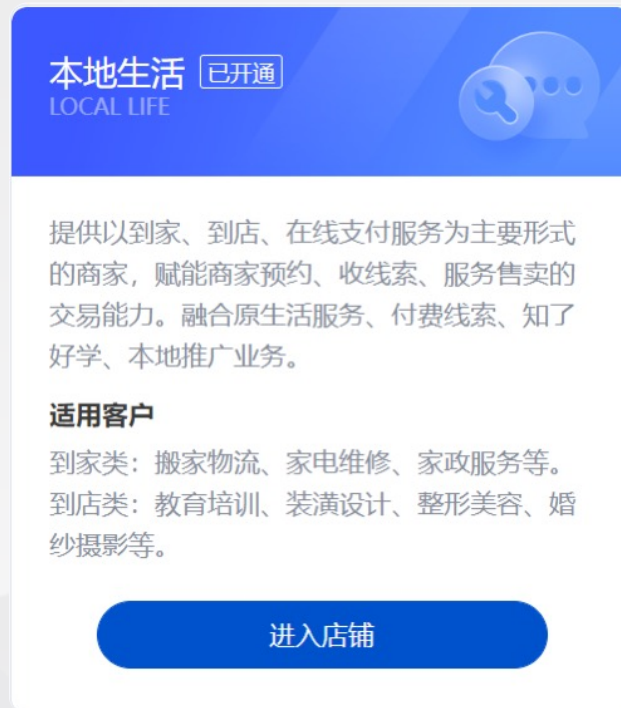 本地生活 已开通
LOCAL LIFE
提供以到家、到店、在线支付服务为主要形式
的商家，赋能商家预约、收线索、服务售卖的
交易能力。融合原生活服务、付费线索、知了
好学、本地推广业务。
适用客户
到家类：搬家物流、家电维修、家政服务等。
到店类：教育培训、装潢设计、整形美容、婚
纱摄影等。
进入店铺